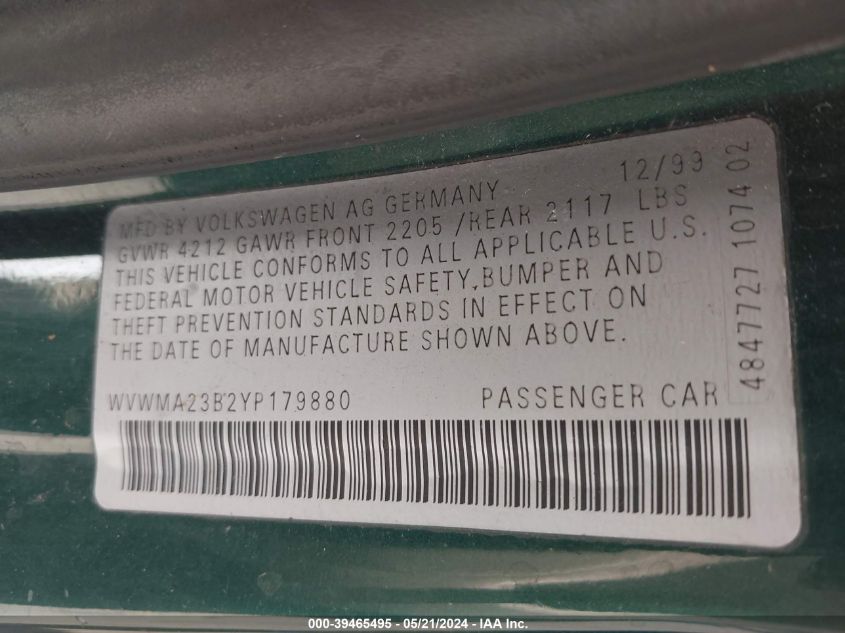 12/99
MFD BY VOLKSWAGEN AG GERMANY
GVWR 4212 GAWR FRONT 2205 /REAR 2117 LBS
THIS VEHICLE CONFORMS TO ALL APPLICABLE U.S.
FEDERAL MOTOR VEHICLE SAFETY,BUMPER AND
THEFT PREVENTION STANDARDS IN EFFECT ON
THE DATE OF MANUFACTURE SHOWN ABOVE.
WVWMA23B2YP179880 PASSENGER CAR
4847727 1074 02
000-39465495 - 05/21/2024 - IAA, Inc.